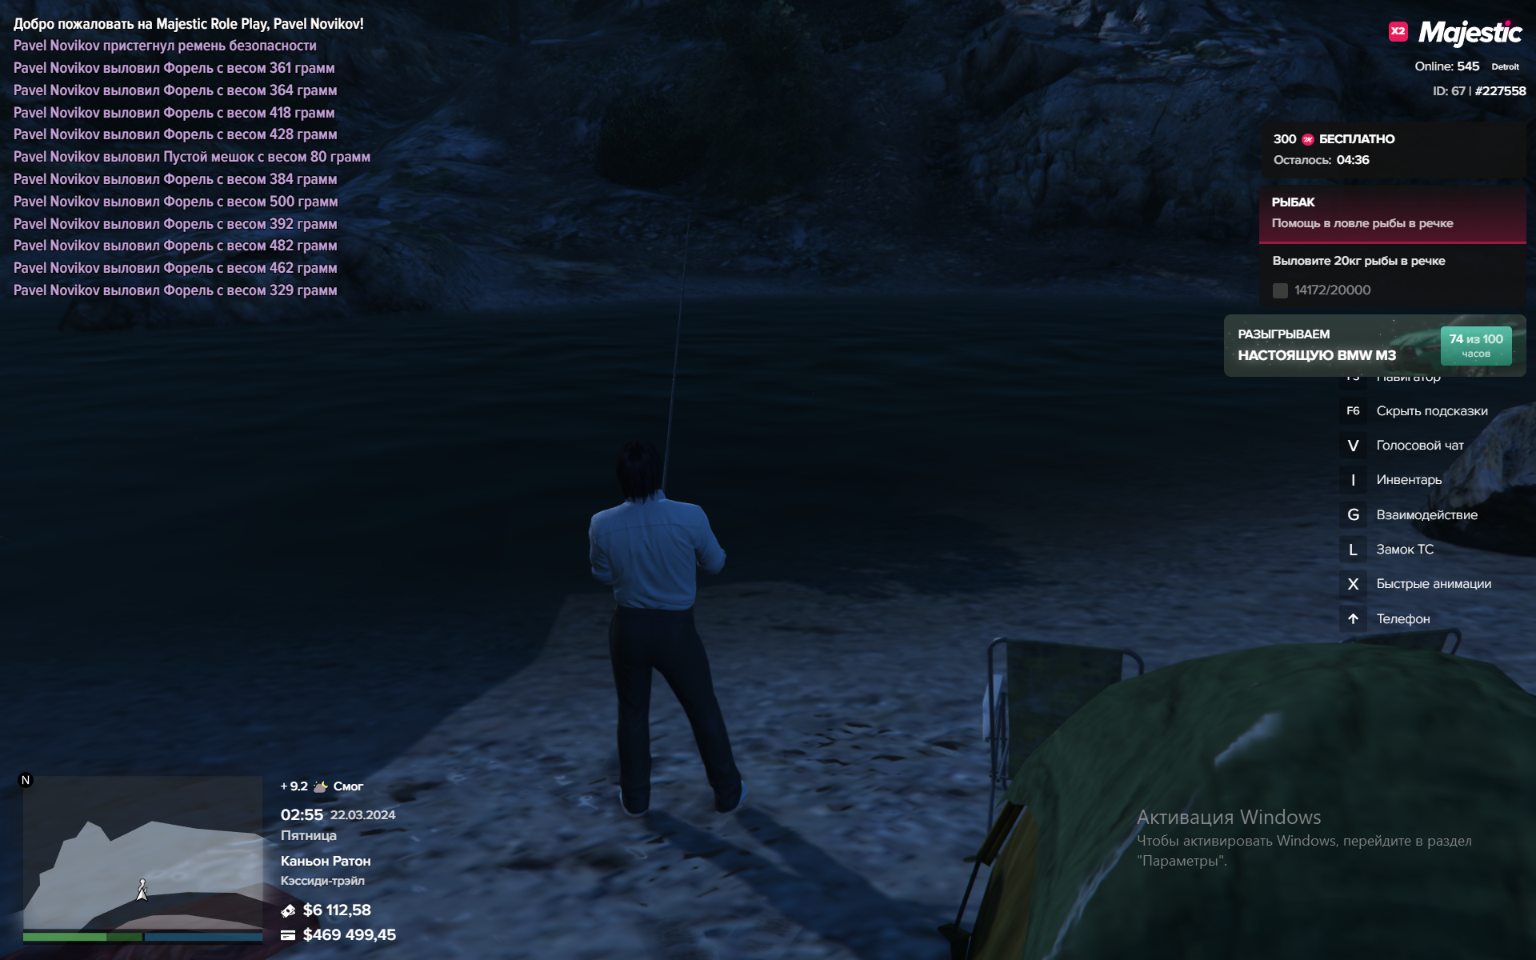 Добро пожаловать на Majestic Role Play, Pavel Novikov!
Pavel Novikov пристегнул ремень безопасности
Pavel Novikov выловил Форель с весом 361 грамм
Pavel Novikov выловил Форель с весом 364 грамм
Pavel Novikov выловил Форель с весом 418 грамм
Pavel Novikov выловил Форель с весом 428 грамм
Pavel Novikov выловил Пустой мешок с весом 80 грамм
Pavel Novikov выловил Форель с весом 384 грамм
Pavel Novikov выловил Форель с весом 500 грамм
Pavel Novikov выловил Форель с весом 392 грамм
Pavel Novikov выловил Форель с весом 482 грамм
Pavel Novikov выловил Форель с весом 462 грамм
Pavel Novikov выловил Форель с весом 329 грамм
X2 Majestic
Online: 545 Detroit
ID: 67 | #227558
300 БЕСПЛАТНО
Осталось: 04:36
РЫБАК
Помощь в ловле рыбы в речке
Выловите 20кг рыбы в речке
14172/20000
РАЗЫГРЫВАЕМ
НАСТОЯЩУЮ BMW M3
74 из 100
часов
Навигатор
F6 Скрыть подсказки
V Голосовой чат
I Инвентарь
G Взаимодействие
L Замок ТС
X Быстрые анимации
↑ Телефон
N
+ 9.2 Смог
02:55 22.03.2024
Пятница
Каньон Ратон
Кэссиди-трэйл
$6 112,58
$469 499,45
Активация Windows
Чтобы активировать Windows, перейдите в раздел
"Параметры".